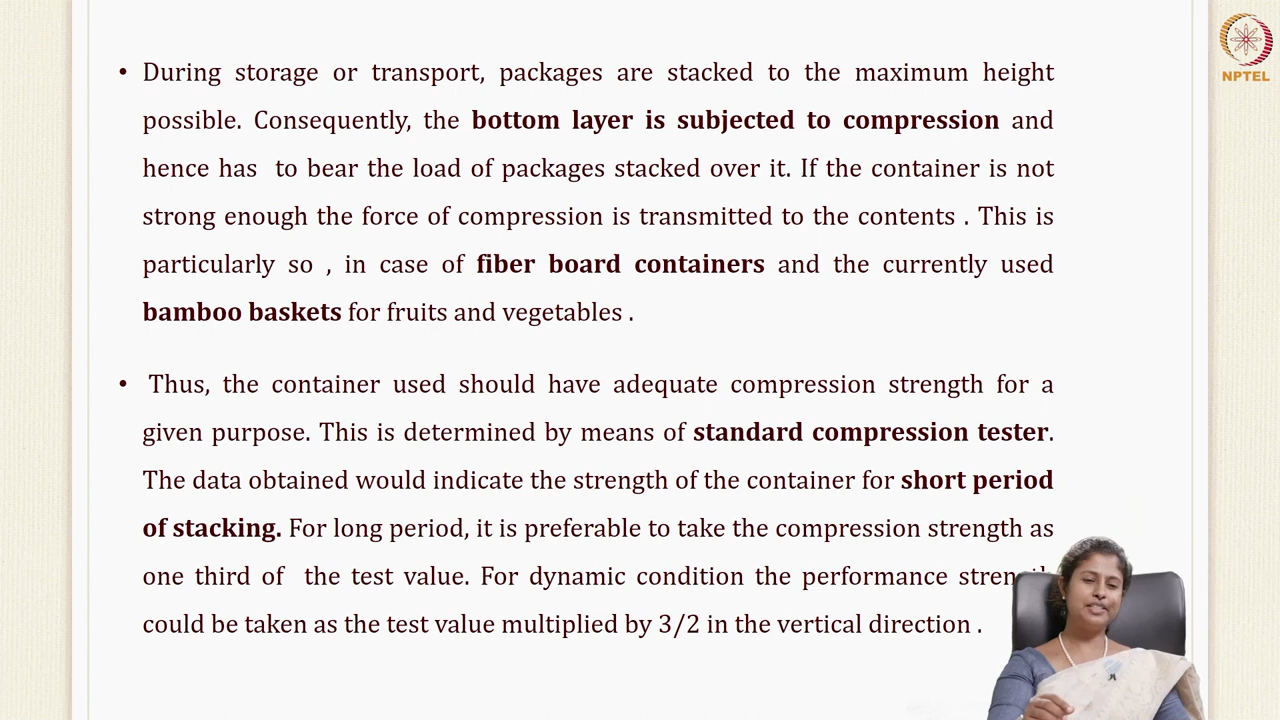 • During storage or transport, packages are stacked to the maximum height
possible. Consequently, the bottom layer is subjected to compression and
hence has to bear the load of packages stacked over it. If the container is not
strong enough the force of compression is transmitted to the contents . This is
particularly so , in case of fiber board containers and the currently used
bamboo baskets for fruits and vegetables .
• Thus, the container used should have adequate compression strength for a
given purpose. This is determined by means of standard compression tester.
The data obtained would indicate the strength of the container for short period
of stacking. For long period, it is preferable to take the compression strength as
one third of the test value. For dynamic condition the performance
could be taken as the test value multiplied by 3/2 in the vertical direction .
NPTEL